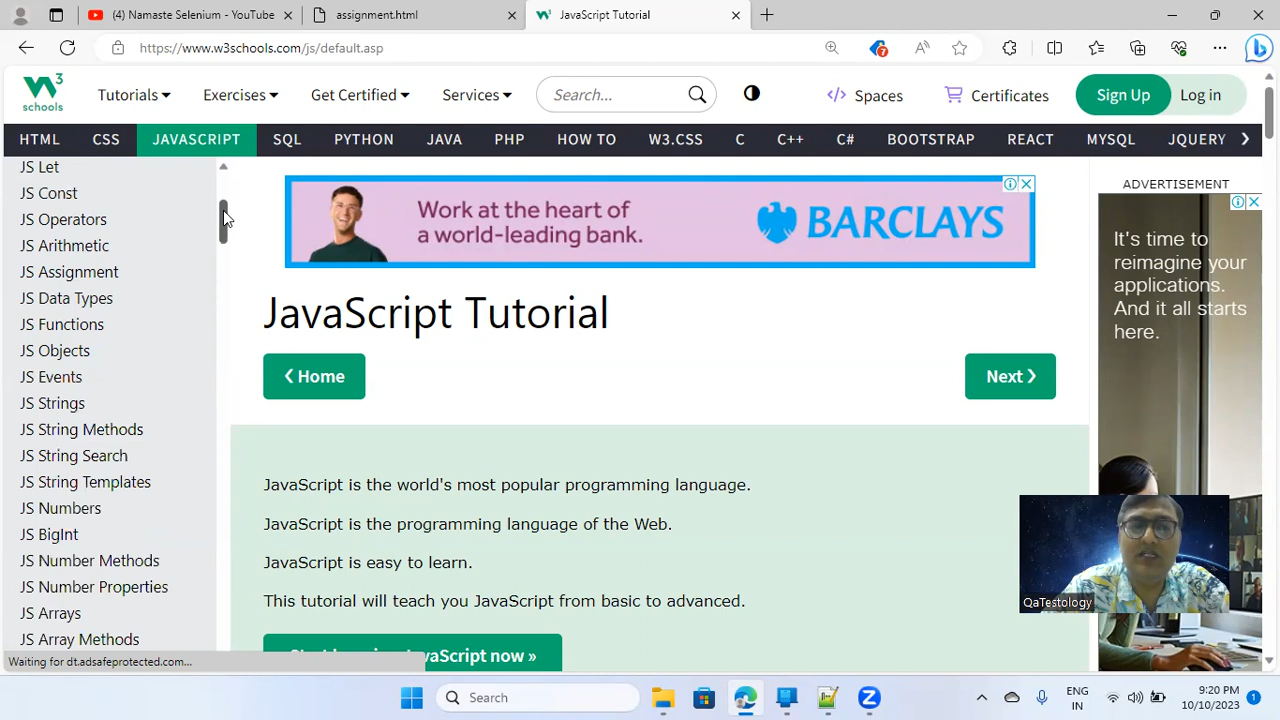 (4) Namaste Selenium - YouTube
assignment.html
JavaScript Tutorial
https://www.w3schools.com/js/default.asp
7
W3 schools
Tutorials
Exercises
Get Certified
Services
Search...
Spaces
Certificates
Sign Up
Log in
HTML
CSS
JAVASCRIPT
SQL
PYTHON
JAVA
PHP
HOW TO
W3.CSS
C
C++
C#
BOOTSTRAP
REACT
MYSQL
JQUERY
JS Let
JS Const
JS Operators
JS Arithmetic
JS Assignment
JS Data Types
JS Functions
JS Objects
JS Events
JS Strings
JS String Methods
JS String Search
JS String Templates
JS Numbers
JS BigInt
JS Number Methods
JS Number Properties
JS Arrays
JS Array Methods
Work at the heart of
a world-leading bank.
BARCLAYS
JavaScript Tutorial
❮ Home
Next ❯
JavaScript is the world's most popular programming language.
JavaScript is the programming language of the Web.
JavaScript is easy to learn.
This tutorial will teach you JavaScript from basic to advanced.
JavaScript now »
ADVERTISEMENT
It's time to
reimagine your
applications.
And it all starts
here.
QaTestology
Waiting for dt.adsafeprotected.com...
Search
ENG
IN
9:20 PM
10/10/2023
1